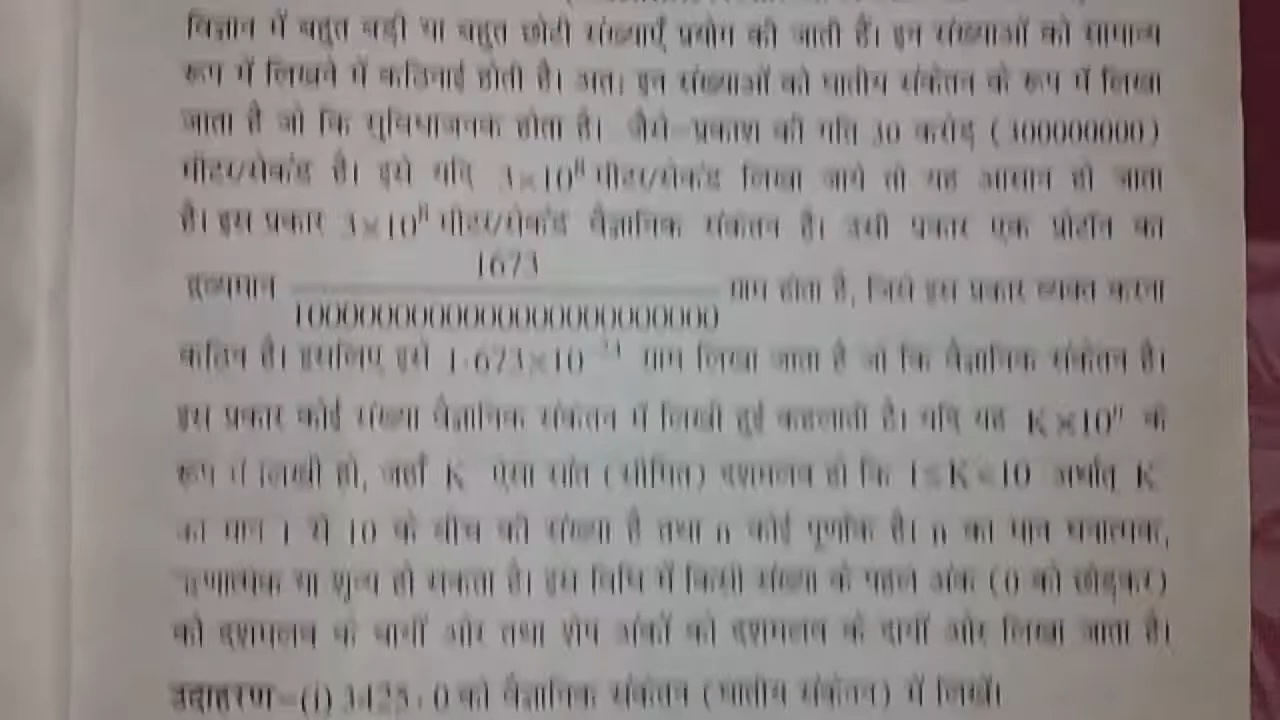 विज्ञान में बहुत बड़ी या बहुत छोटी संख्याएँ प्रयोग की जाती हैं। इन संख्याओं को सामान्य
रूप में लिखने में कठिनाई होती है। अतः इन संख्याओं को घातीय संकेतन के रूप में लिखा
जाता है जो कि सुविधाजनक होता है। जैसे-प्रकाश की गति 30 करोड़ (300000000)
मीटर/सेकंड है। इसे यदि 3×10⁸ मीटर/सेकंड लिखा जाये तो यह आसान हो जाता
है। इस प्रकार 3×10⁸ मीटर/सेकंड वैज्ञानिक संकेतन है। उसी प्रकार एक प्रोटॉन का
द्रव्यमान 1673
ग्राम होता है, जिसे इस प्रकार व्यक्त करना
कठिन है। इसलिए इसे 1·673×10⁻²⁴ ग्राम लिखा जाता है जो कि वैज्ञानिक संकेतन है।
इस प्रकार कोई संख्या वैज्ञानिक संकेतन में लिखी हुई कहलाती है। यदि यह K×10ⁿ के
रूप में लिखी हो, जहाँ K ऐसा सांत (सीमित) दशमलव हो कि 1≤K<10 अर्थात् K
का मान 1 से 10 के बीच की संख्या है तथा n कोई पूर्णांक है। n का मान धनात्मक,
ऋणात्मक या शून्य हो सकता है। इस विधि में किसी संख्या के पहले अंक (0 को छोड़कर)
को दशमलव के बायीं ओर तथा शेष अंकों को दशमलव के दायीं ओर लिखा जाता है।
उदाहरण–(i) 3425·0 को वैज्ञानिक संकेतन (घातीय संकेतन) में लिखें।